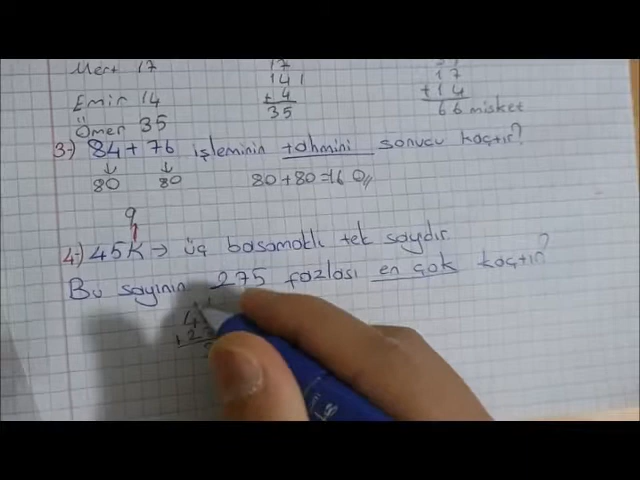 Mert 17
17
14 1
+ 4
35
17
+ 14
66 misket
Emir 14
Ömer 35
3-) 84 + 76 işleminin tahmini sonucu kaçtır?
80 80 80+80=160
9
4-) 45K → üç basamaklı tek sayıdır.
Bu sayının 275 fazlası en çok kaçtır?